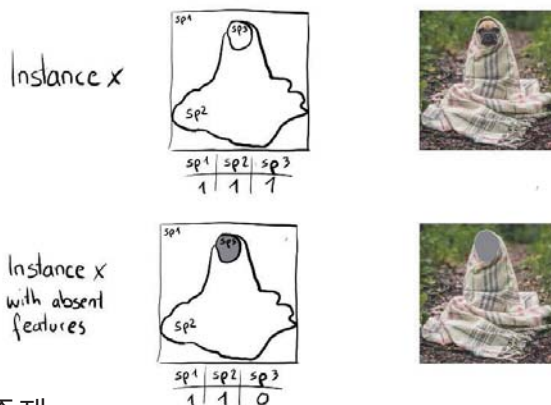 sp1
sp3
Instance x
sp2
sp1 | sp2 | sp3
1 | 1 | 1
sp1
sp3
Instance x
with absent
features
sp2
sp1 | sp2 | sp3
1 | 1 | 0